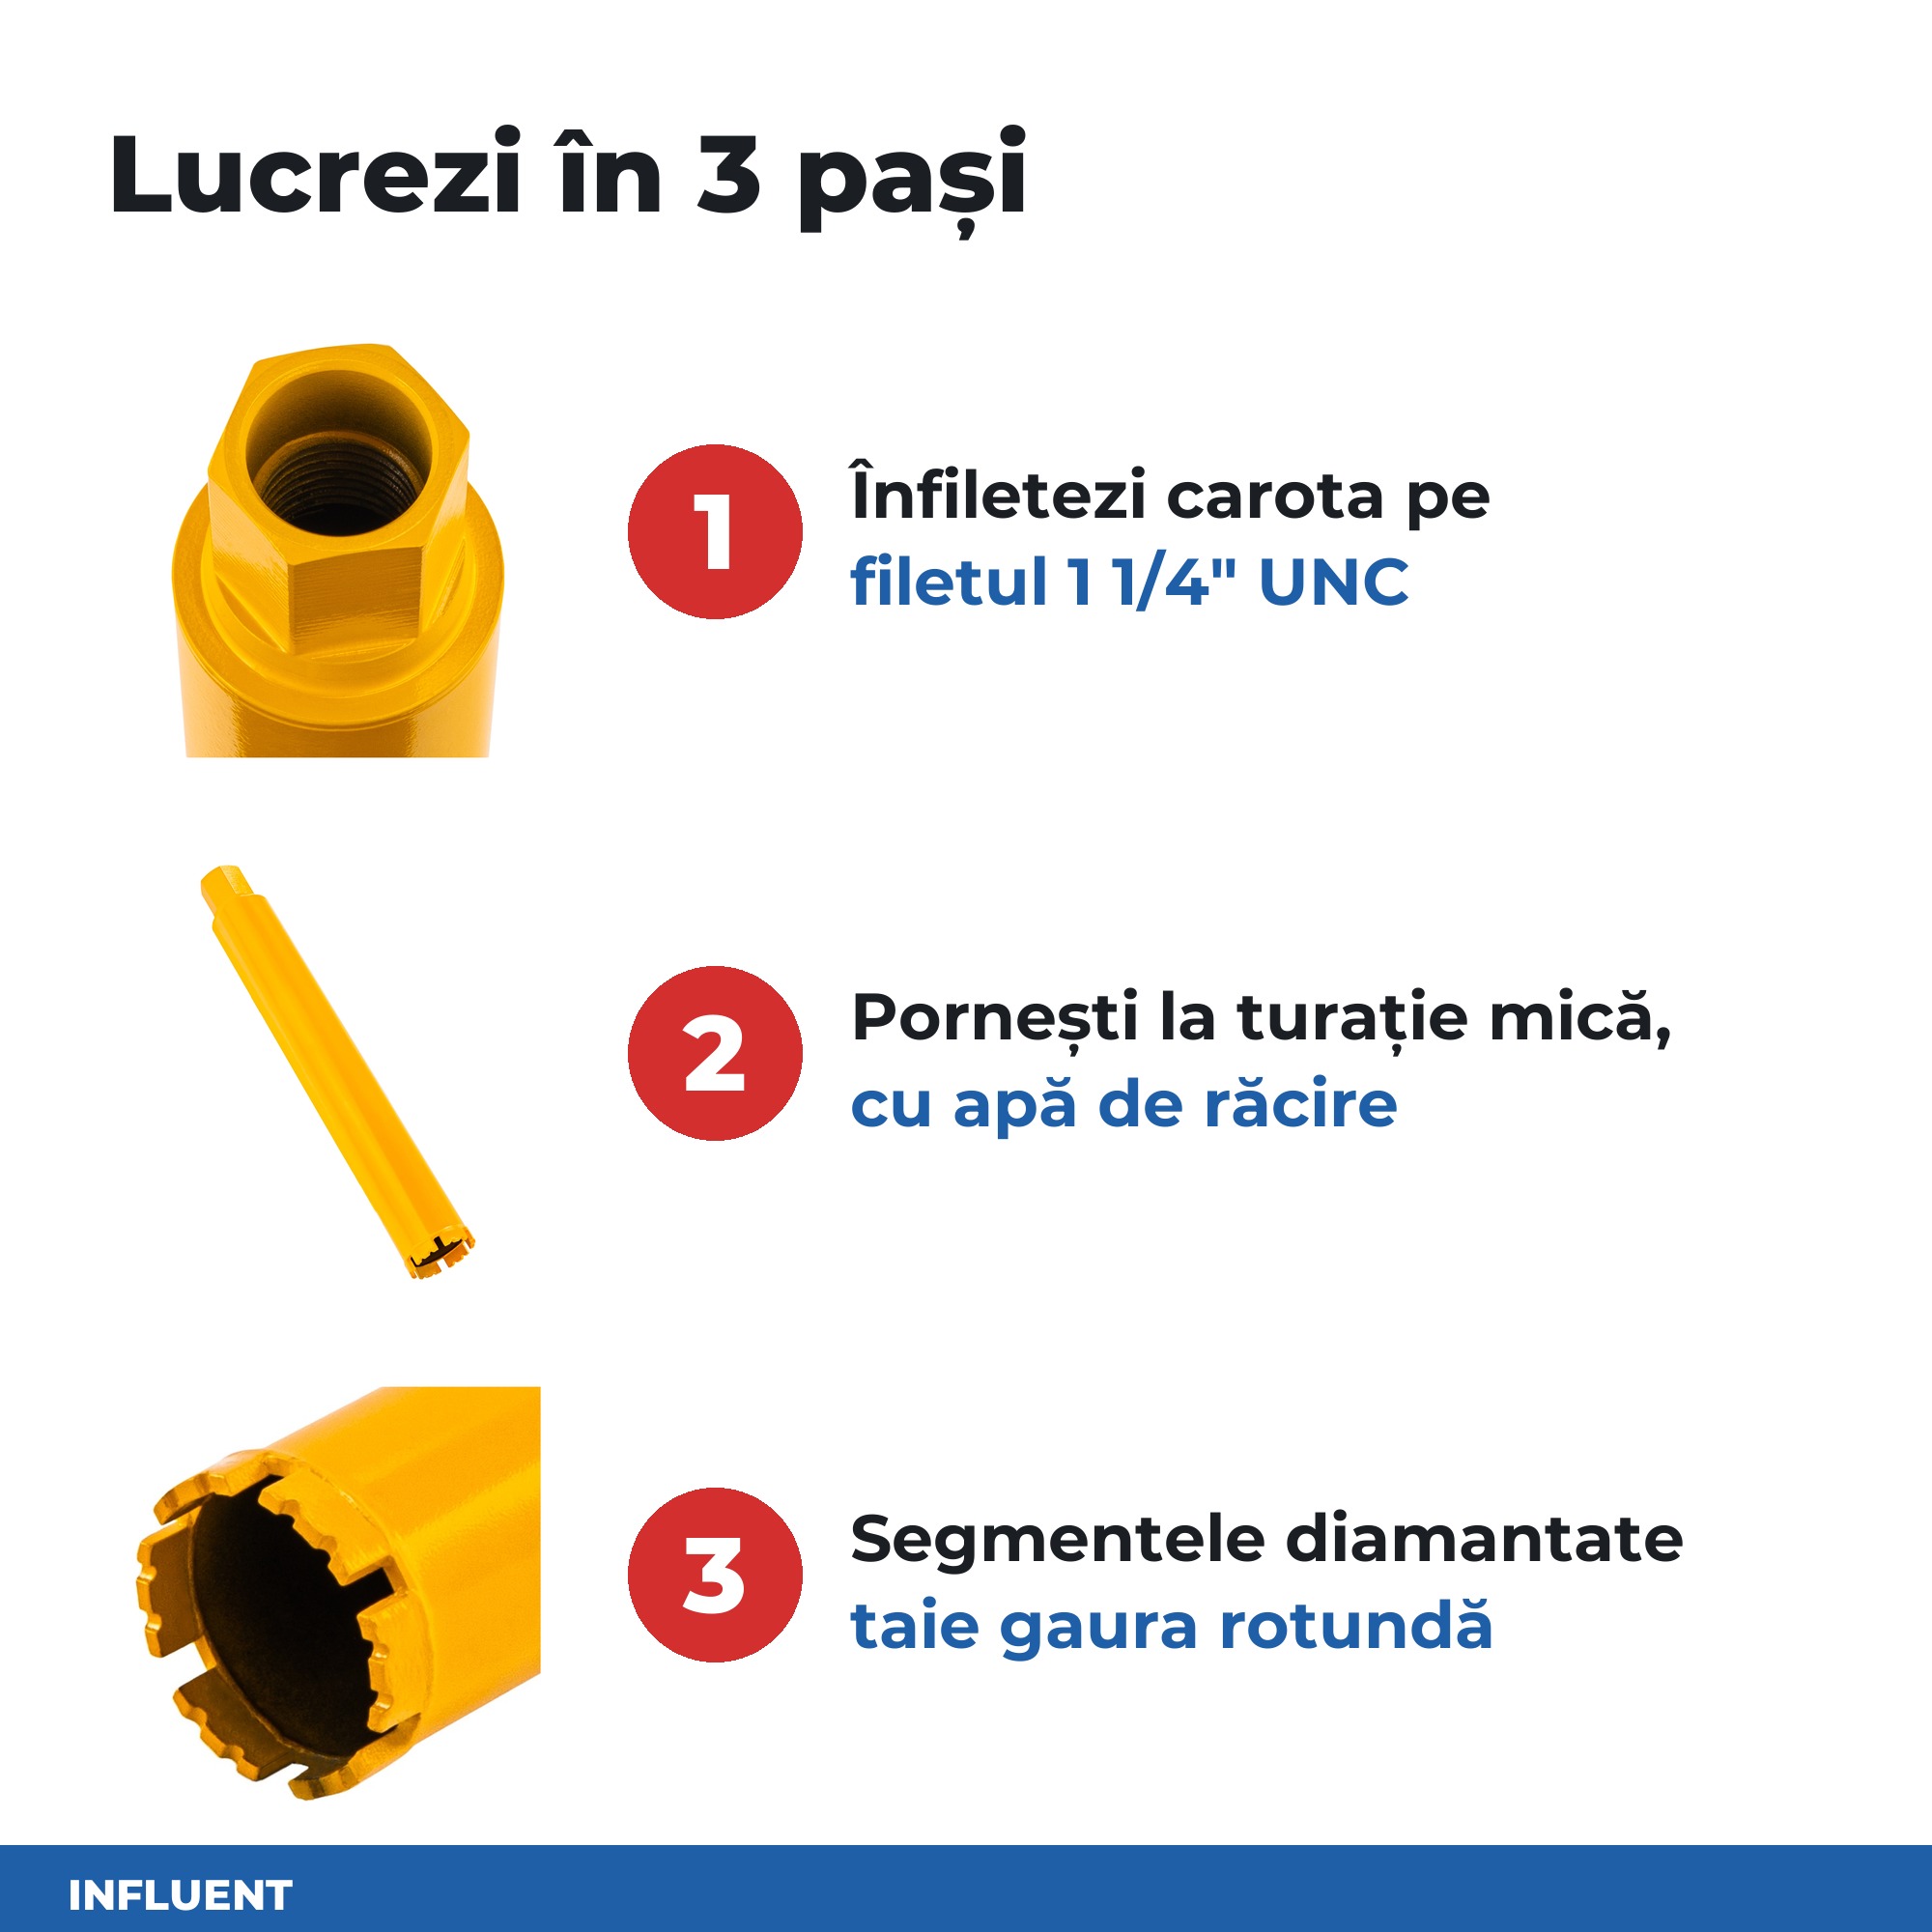 Lucrezi în 3 pași
1
Înfiletezi carota pe
filetul 1 1/4" UNC
2
Pornești la turație mică,
cu apă de răcire
3
Segmentele diamantate
taie gaura rotundă
INFLUENT